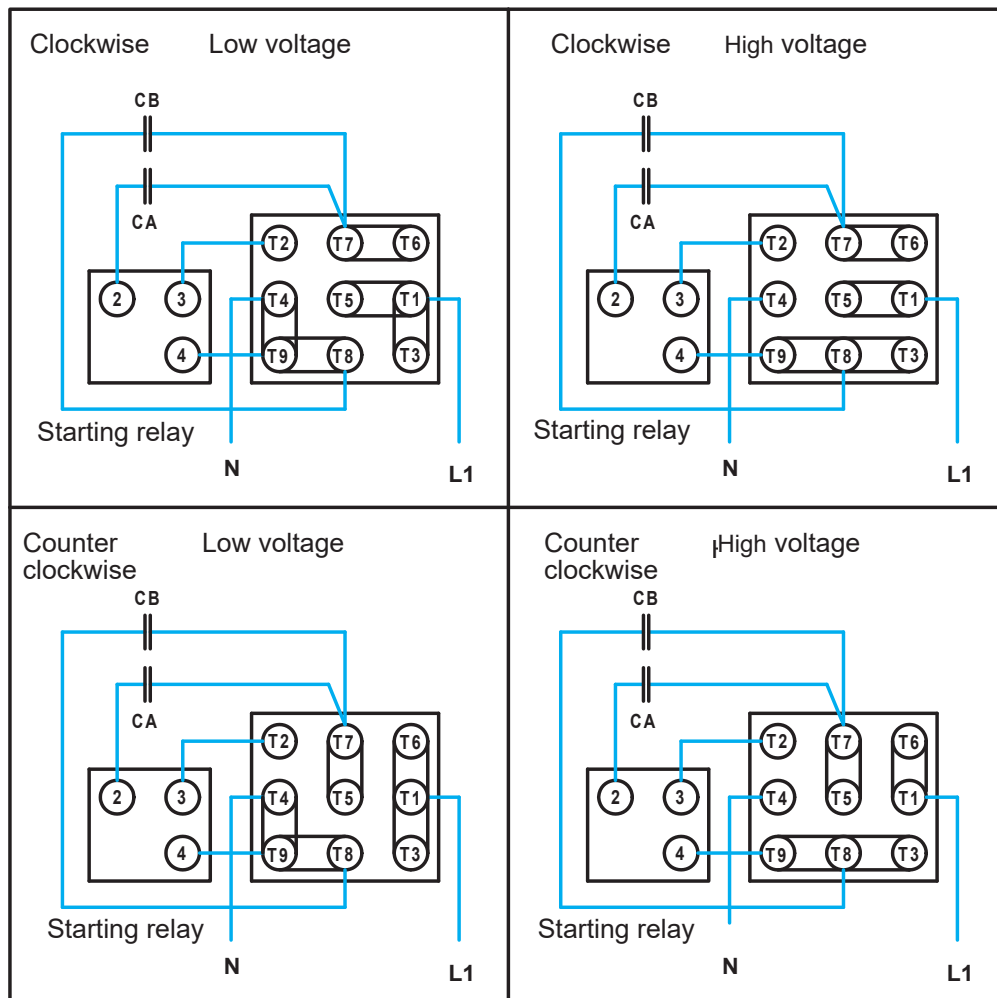 Clockwise Low voltage
CB
CA
T2 T7 T6
2 3 T4 T5 T1
4 T9 T8 T3
Starting relay
N L1
Clockwise High voltage
CB
CA
T2 T7 T6
2 3 T4 T5 T1
4 T9 T8 T3
Starting relay
N L1
Counter Low voltage
clockwise
CB
CA
T2 T7 T6
2 3 T4 T5 T1
4 T9 T8 T3
Starting relay
N L1
Counter High voltage
clockwise
CB
CA
T2 T7 T6
2 3 T4 T5 T1
4 T9 T8 T3
Starting relay
N L1